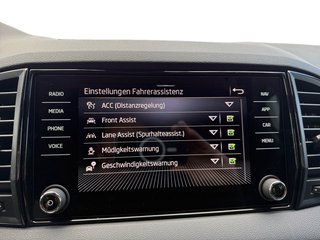 Einstellungen Fahrerassistenz
RADIO
MEDIA
PHONE
VOICE
ACC (Distanzregelung)
Front Assist
Lane Assist (Spurhalteassist.)
Müdigkeitswarnung
Geschwindigkeitswarnung
NAV
APP
CAR
MENU